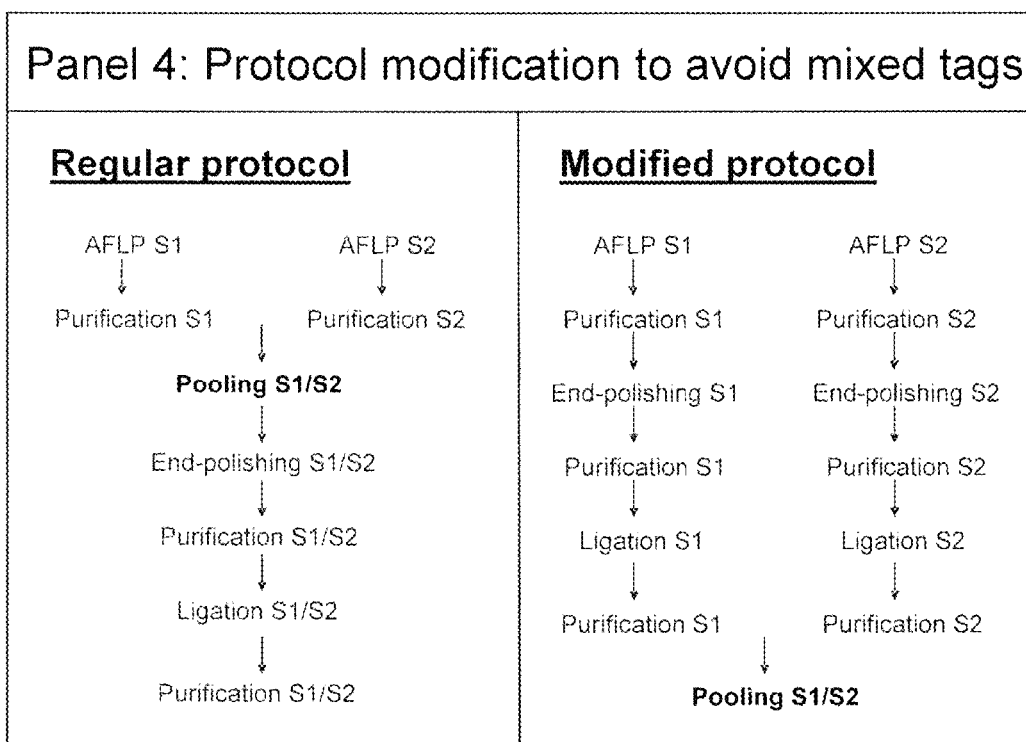 Panel 4: Protocol modification to avoid mixed tags
Regular protocol
AFLP S1 AFLP S2
Purification S1 Purification S2
Pooling S1/S2
End-polishing S1/S2
Purification S1/S2
Ligation S1/S2
Purification S1/S2
Modified protocol
AFLP S1 AFLP S2
Purification S1 Purification S2
End-polishing S1 End-polishing S2
Purification S1 Purification S2
Ligation S1 Ligation S2
Purification S1 Purification S2
Pooling S1/S2